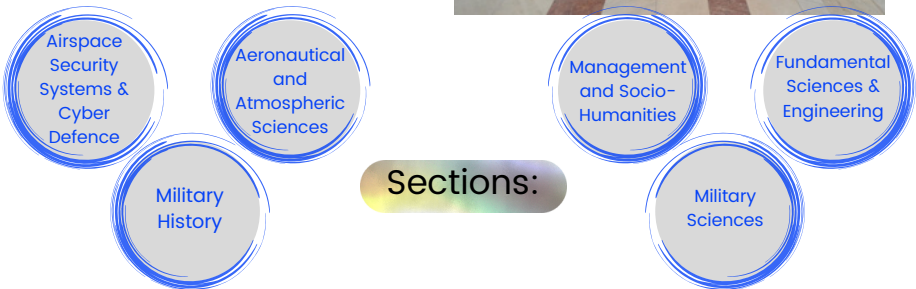 Airspace
Security
Systems &
Cyber
Defence
Aeronautical
and
Atmospheric
Sciences
Management
and Socio-
Humanities
Fundamental
Sciences &
Engineering
Military
History
Sections:
Military
Sciences